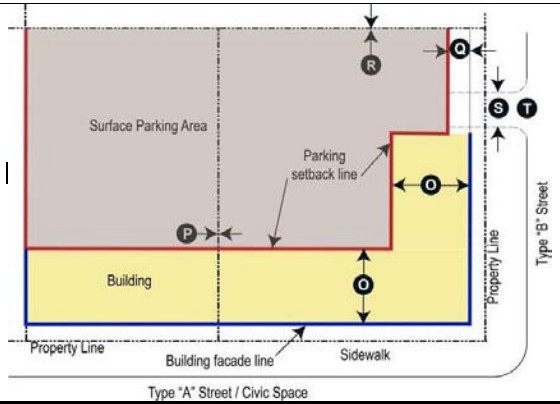 Q
R
S T
Surface Parking Area
Parking
setback line
O
P
Building
O
Type "B" Street
Property Line
Property Line
Building facade line
Sidewalk
Type "A" Street / Civic Space